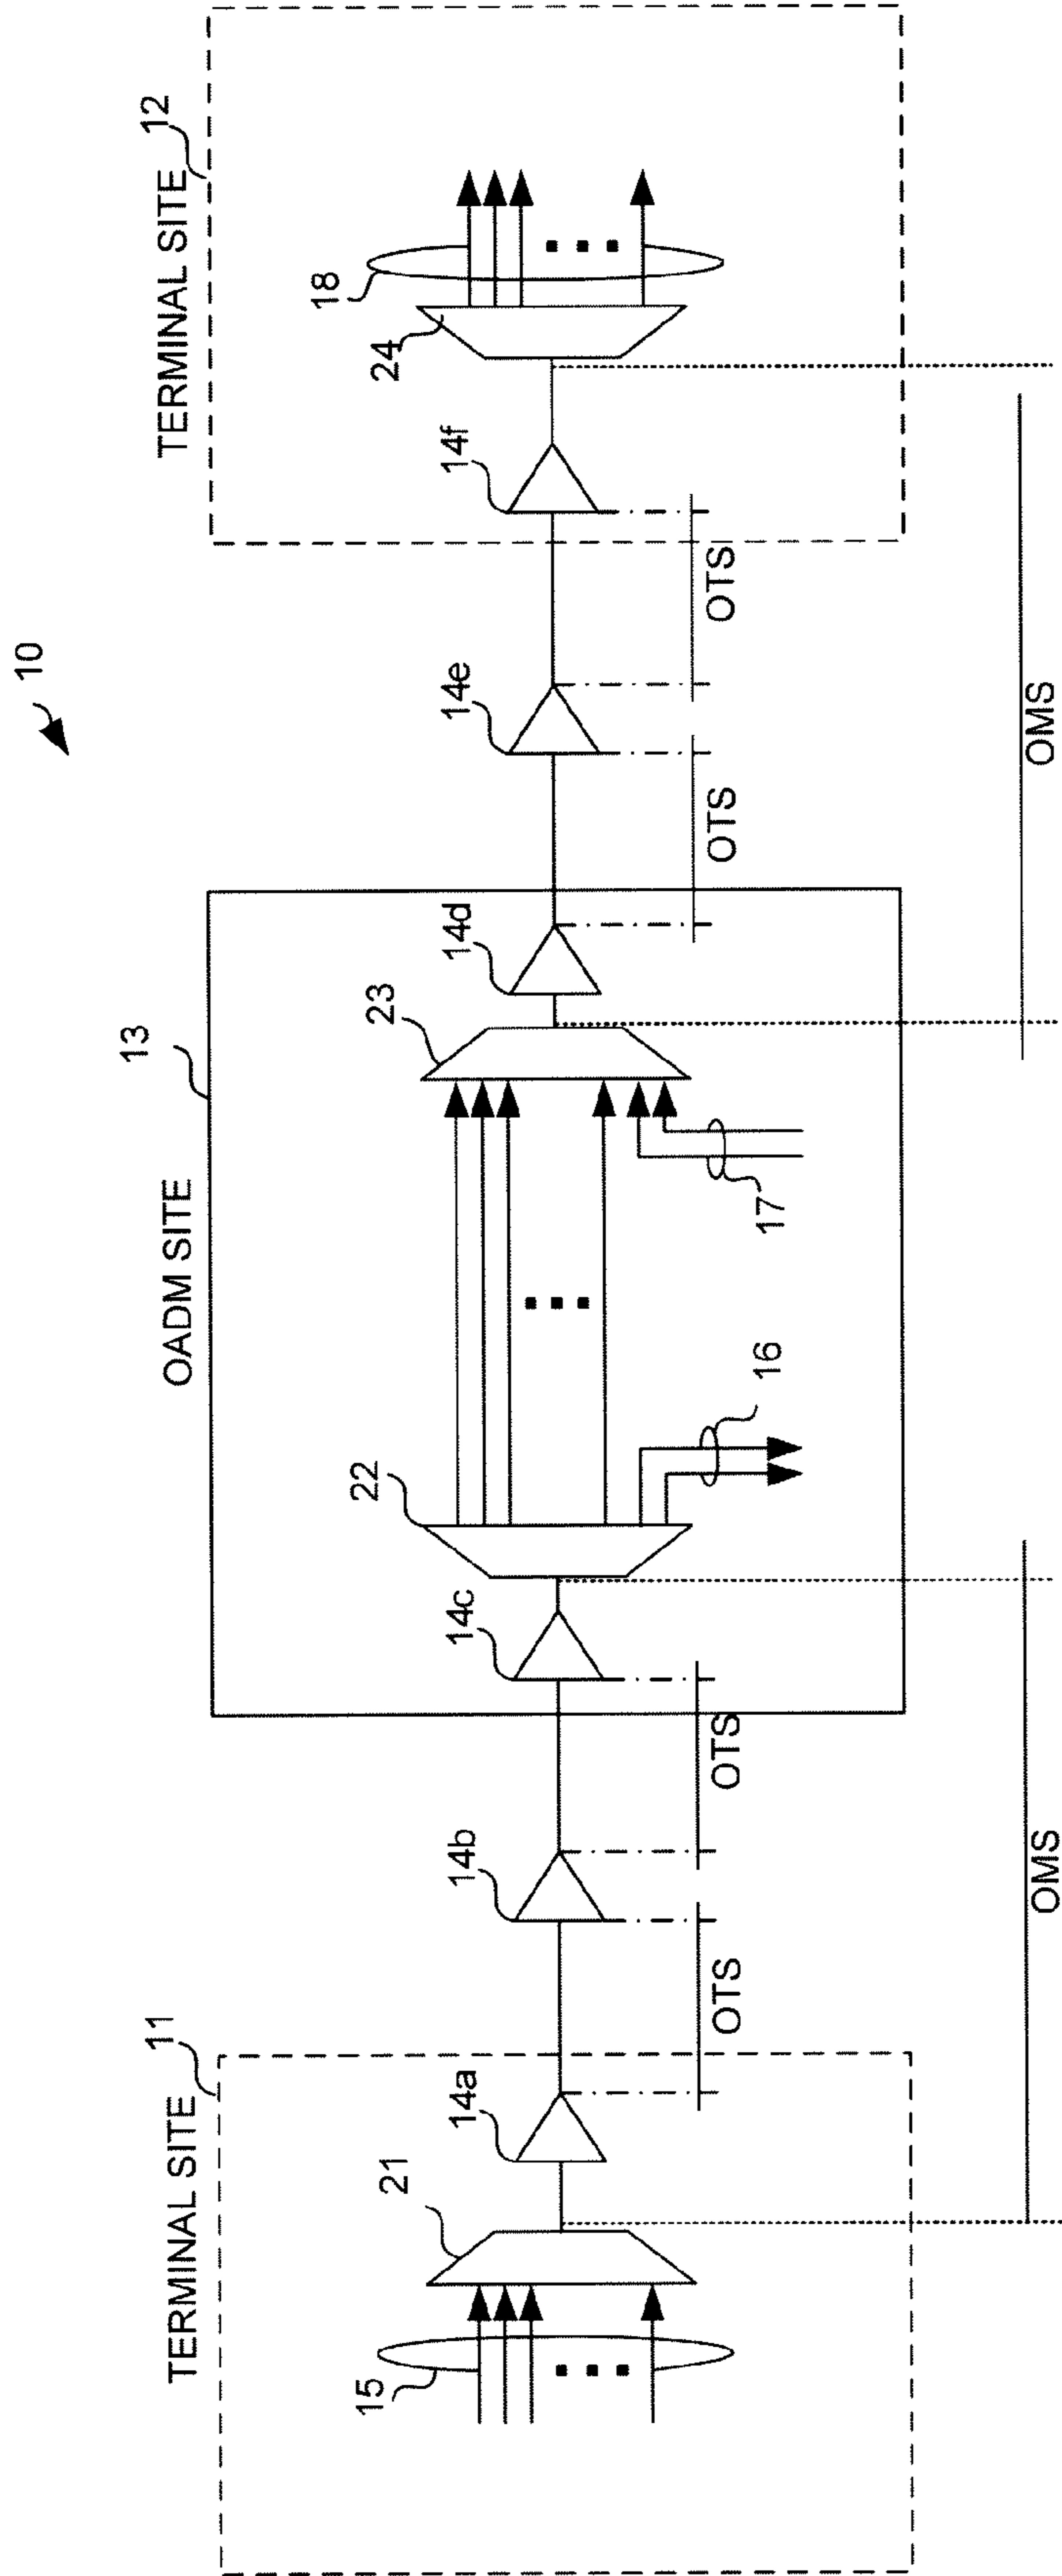 10
TERMINAL SITE
11
OADM SITE
13
TERMINAL SITE
12
15
21
14a
14b
14c
22
16
17
23
14d
14e
14f
24
18
OTS
OTS
OTS
OTS
OMS
OMS